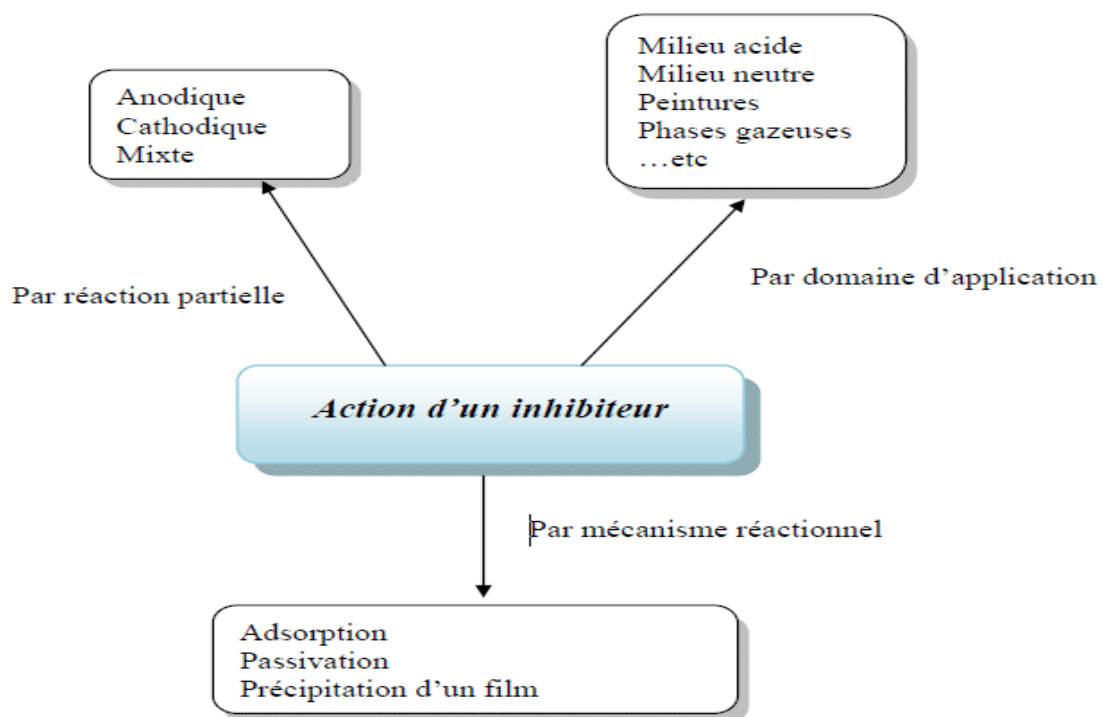 Milieu acide
Milieu neutre
Peintures
Phases gazeuses
…etc
Anodique
Cathodique
Mixte
Par domaine d’application
Par réaction partielle
Action d’un inhibiteur
Par mécanisme réactionnel
Adsorption
Passivation
Précipitation d’un film